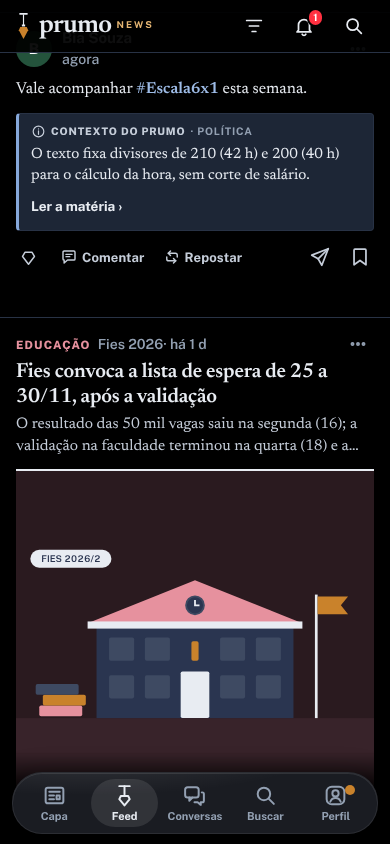 prumo NEWS
1
Bia Souza
agora
Vale acompanhar #Escala6x1 esta semana.
CONTEXTO DO PRUMO · POLÍTICA
O texto fixa divisores de 210 (42 h) e 200 (40 h)
para o cálculo da hora, sem corte de salário.
Ler a matéria ›
Comentar
Repostar
EDUCAÇÃO Fies 2026· há 1 d
Fies convoca a lista de espera de 25 a
30/11, após a validação
O resultado das 50 mil vagas saiu na segunda (16); a
validação na faculdade terminou na quarta (18) e a...
FIES 2026/2
Capa
Feed
Conversas
Buscar
Perfil